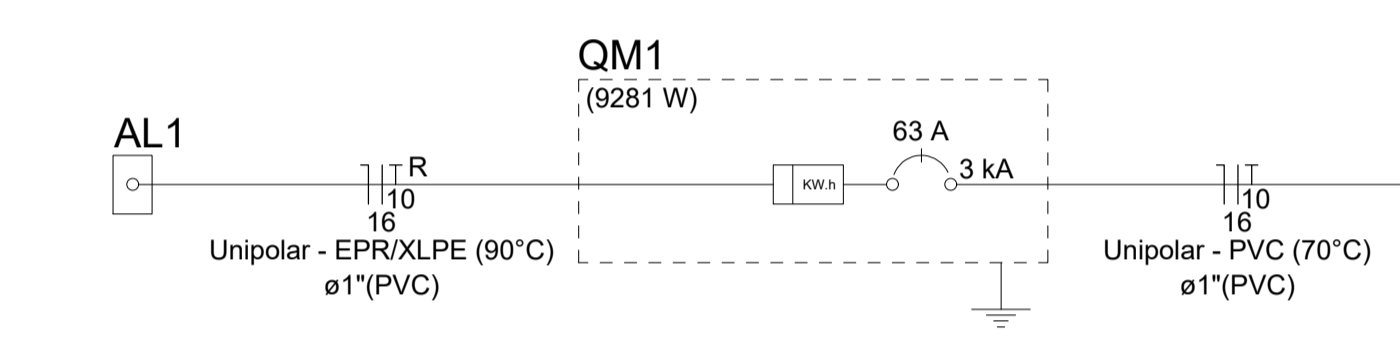 QM1
(9281 W)
AL1
63 A
R
3 kA
KW.h
10
10
16
16
Unipolar - EPR/XLPE (90°C)
Unipolar - PVC (70°C)
ø1"(PVC)
ø1"(PVC)